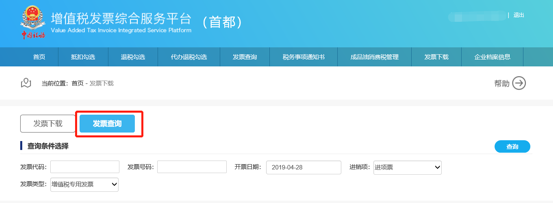 增值税发票综合服务平台
（首都）
Value Added Tax Invoice Integrated Service Platform
退出
首页 抵扣勾选 退税勾选 代办退税勾选 发票查询 税务事项通知书 成品油消费税管理 发票下载 企业档案信息
当前位置：首页 - 发票下载
帮助
发票下载 发票查询
查询条件选择
查询
发票代码： 发票号码： 开票日期： 2019-04-28 进销项： 进项票
发票类型： 增值税专用发票